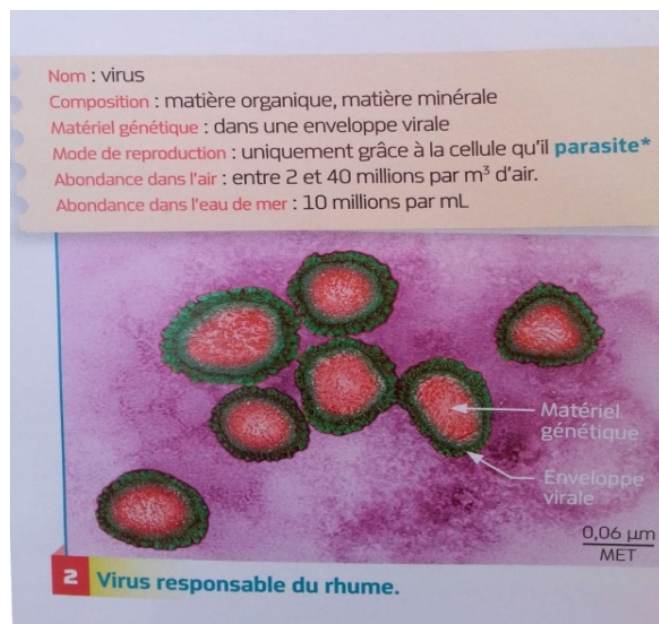 Nom : virus
Composition : matière organique, matière minérale
Matériel génétique : dans une enveloppe virale
Mode de reproduction : uniquement grâce à la cellule qu'il parasite*
Abondance dans l'air : entre 2 et 40 millions par m³ d'air.
Abondance dans l'eau de mer : 10 millions par mL
Matériel
génétique
Enveloppe
virale
0,06 µm
MET
2 Virus responsable du rhume.